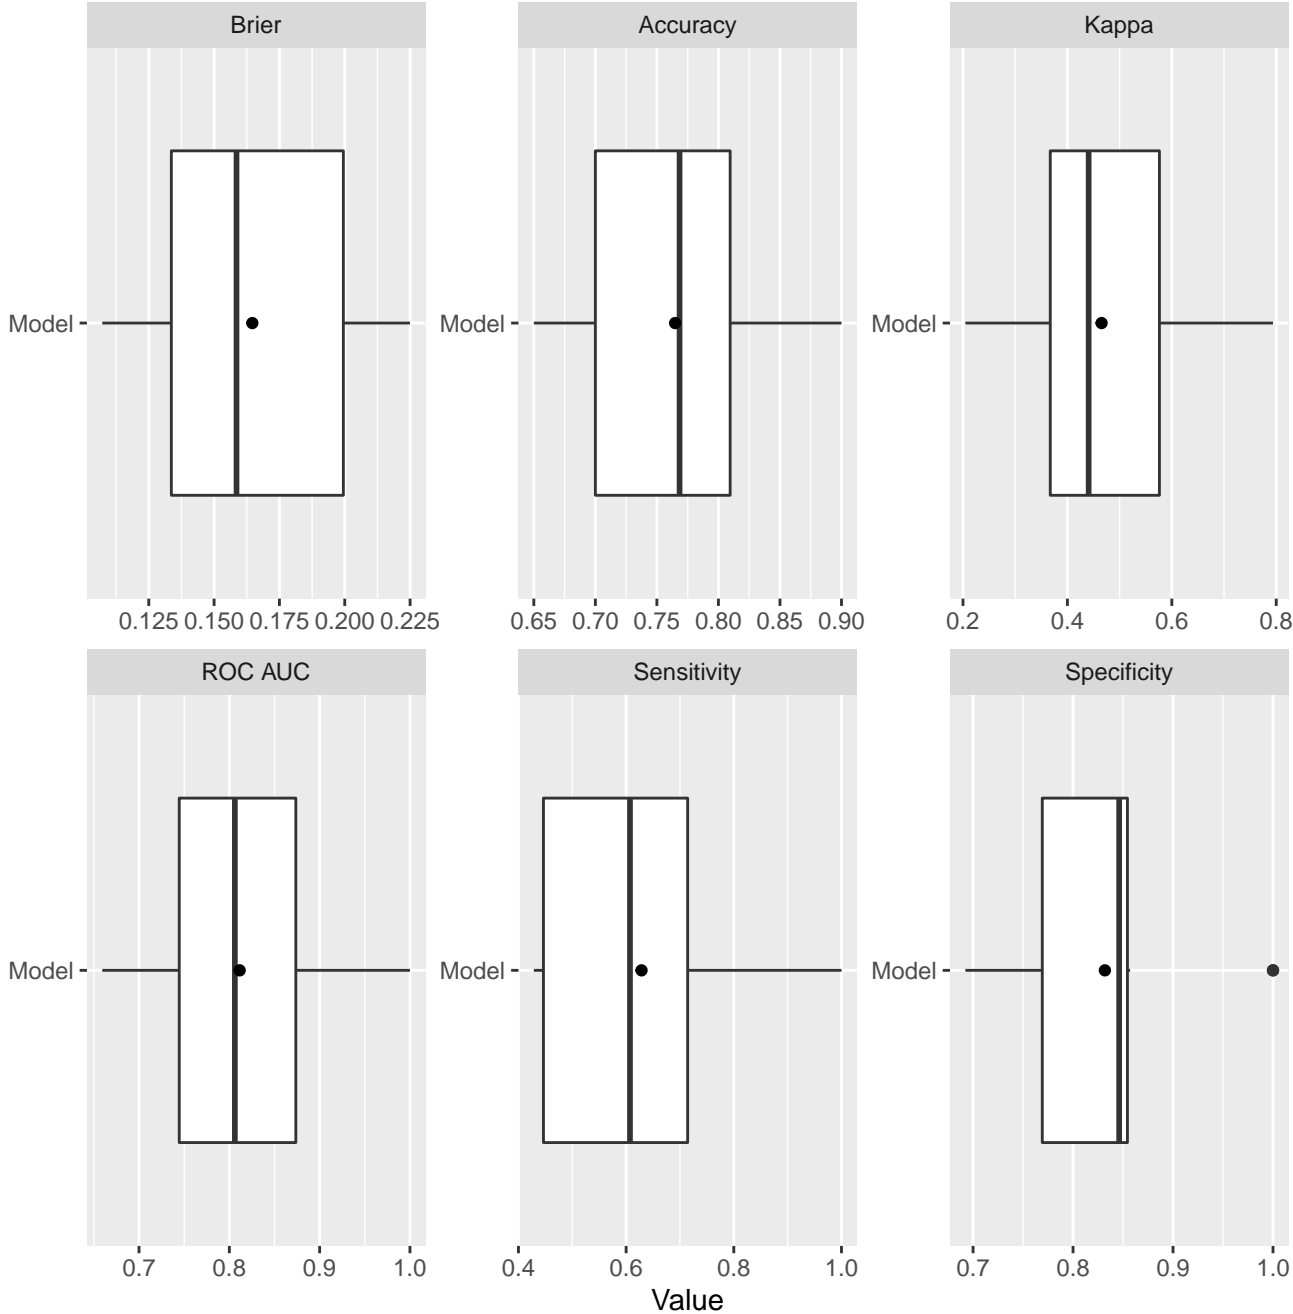 Brier Accuracy Kappa
Model Model Model
0.125 0.150 0.175 0.200 0.225 0.65 0.70 0.75 0.80 0.85 0.90 0.2 0.4 0.6 0.8
ROC AUC Sensitivity Specificity
Model Model Model
0.7 0.8 0.9 1.0 0.4 0.6 0.8 1.0 0.7 0.8 0.9 1.0
Value